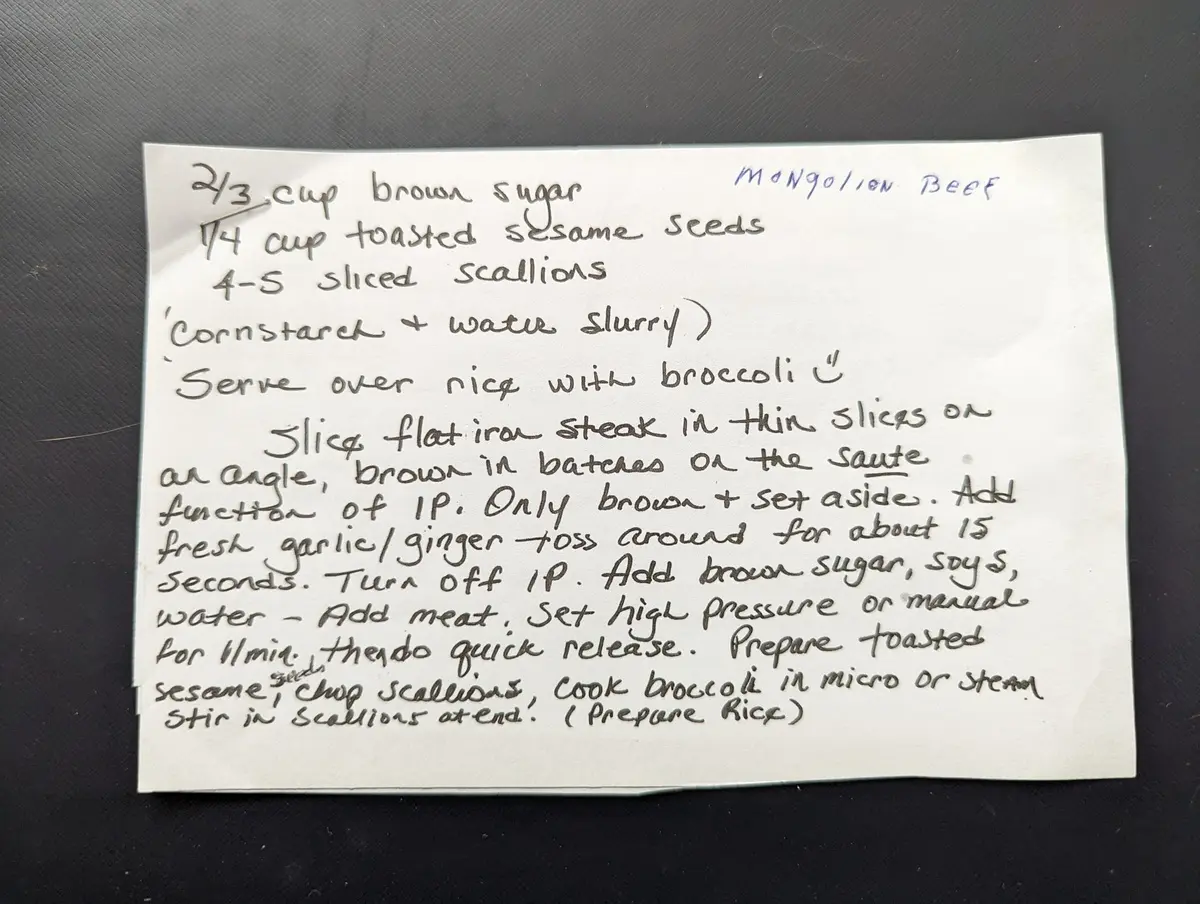 2/3 cup brown sugar Mongolian Beef
1/4 cup toasted sesame seeds
4-5 sliced scallions
(Cornstarch + water slurry)
Serve over rice with broccoli
Slice flat iron steak in thin slices on
an angle, brown in batches on the saute
function of IP. Only brown + set aside. Add
fresh garlic/ginger toss around for about 15
seconds. Turn off IP. Add brown sugar, soy s,
water - Add meat. Set high pressure or manual
for 11 min. then do quick release. Prepare toasted
sesame seeds, chop scallions, cook broccoli in micro or steam
Stir in scallions at end. (Prepare Rice)